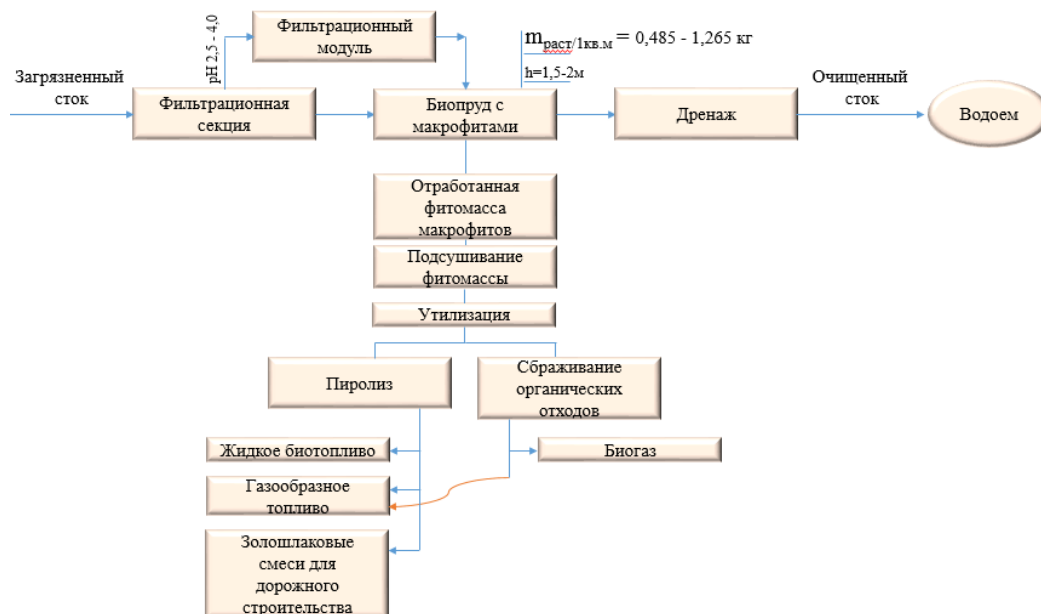 Фильтрационный
модуль
m раст/1кв.м = 0,485 - 1,265 кг
h=1,5-2м
pH 2,5 - 4,0
Загрязненный
сток
Фильтрационная
секция
Биопруд с
макрофитами
Дренаж
Очищенный
сток
Водоем
Отработанная
фитомасса
макрофитов
Подсушивание
фитомассы
Утилизация
Пиролиз
Сбраживание
органических
отходов
Жидкое биотопливо
Биогаз
Газообразное
топливо
Золошлаковые
смеси для
дорожного
строительства